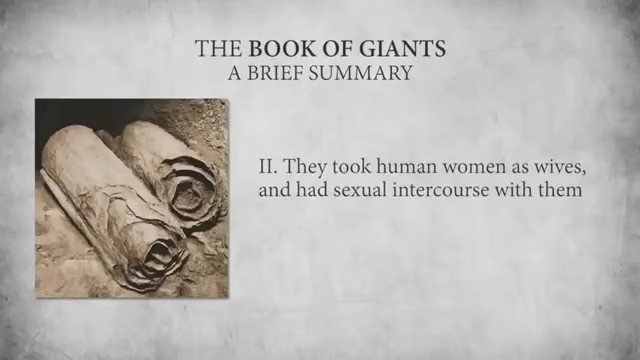 THE BOOK OF GIANTS
A BRIEF SUMMARY
II. They took human women as wives,
and had sexual intercourse with them